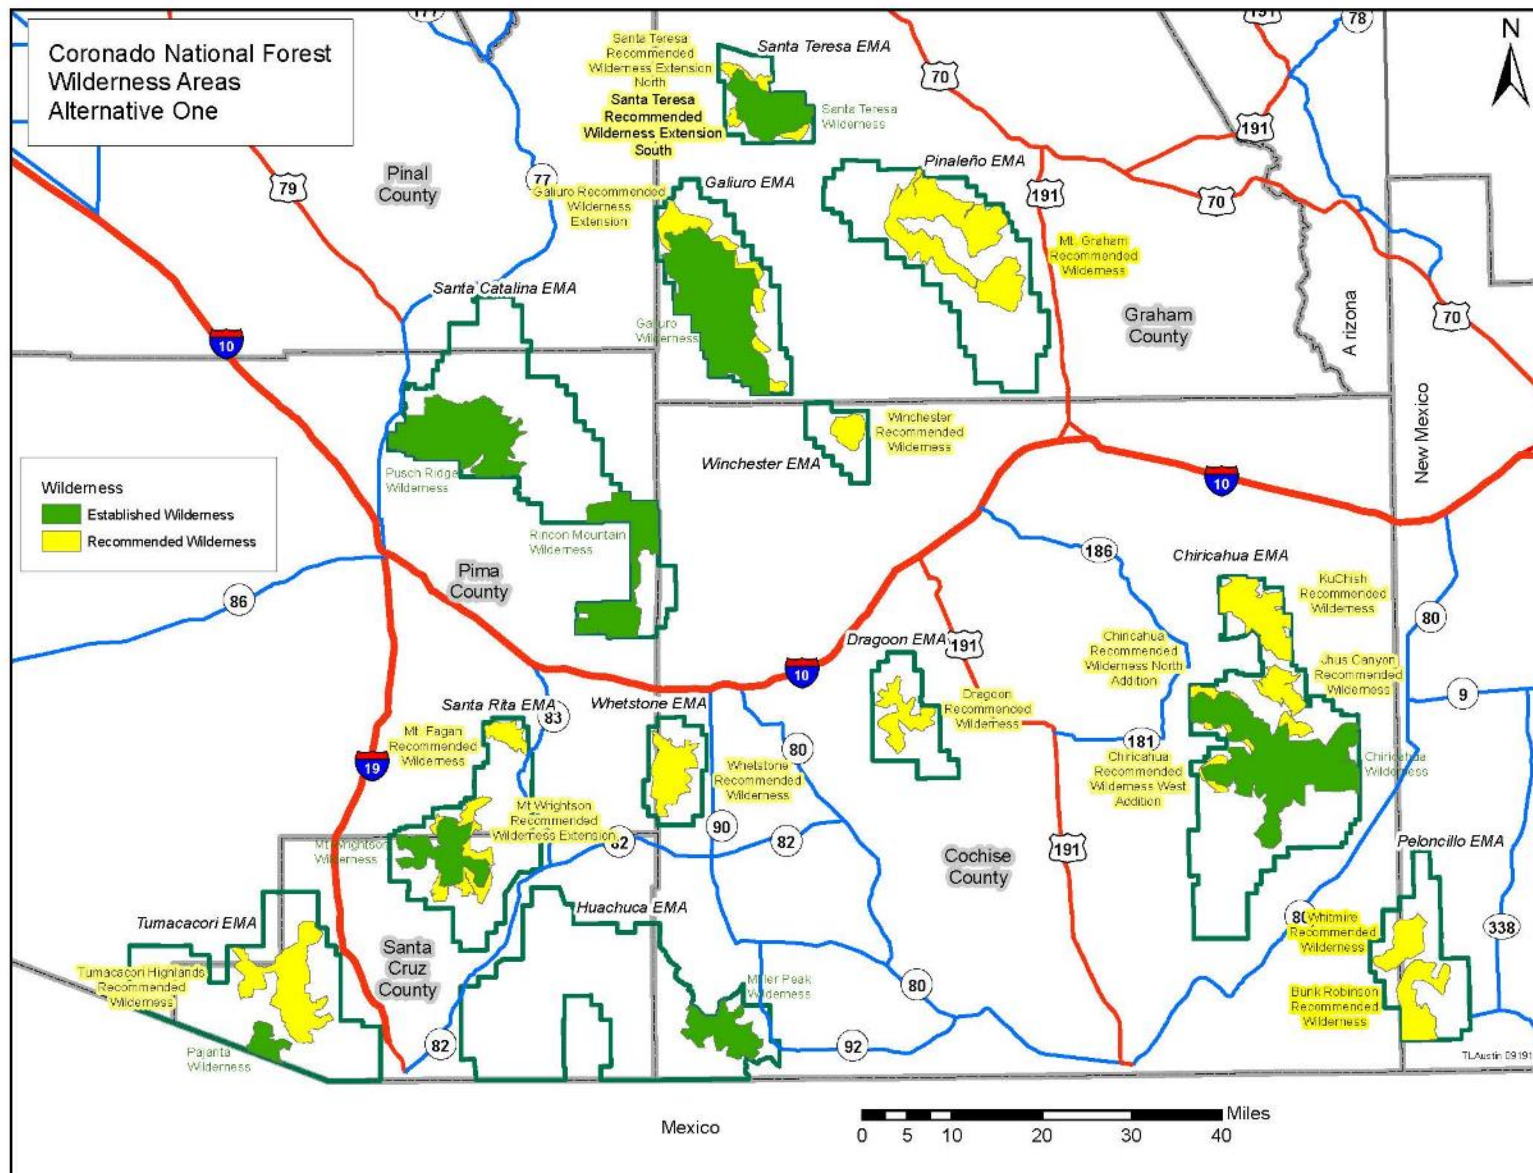 Coronado National Forest
Wilderness Areas
Alternative One
177
191
78
N
Santa Teresa
Recommended
Wilderness Extension
North
Santa Teresa EMA
70
Santa Teresa
Recommended
Wilderness Extension
South
Santa Teresa
Wilderness
191
Pinal
County
79
77
Galiuro Recommended
Wilderness
Extension
Galiuro EMA
Pinaleño EMA
191
70
Mt. Graham
Recommended
Wilderness
Santa Catalina EMA
Galiuro
Wilderness
Graham
County
Arizona
70
10
New Mexico
Winchester
Recommended
Wilderness
Winchester EMA
Pusch Ridge
Wilderness
10
Wilderness
Established Wilderness
Recommended Wilderness
Rincon Mountain
Wilderness
186
Chiricahua EMA
Pima
County
86
KuChish
Recommended
Wilderness
80
Dragoon EMA
191
Chiricahua
Recommended
Wilderness North
Addition
Jhus Canyon
Recommended
Wilderness
10
9
Santa Rita EMA
83
Whetstone EMA
Dragoon
Recommended
Wilderness
Mt. Fagan
Recommended
Wilderness
80
181
19
Whetstone
Recommended
Wilderness
Chiricahua
Recommended
Wilderness West
Addition
Chiricahua
Wilderness
Mt Wrightson
Recommended
Wilderness Extension
82
90
82
191
Mt Wrightson
Wilderness
Cochise
County
Peloncillo EMA
Tumacacori EMA
Huachuca EMA
80
Whitmire
Recommended
Wilderness
338
Santa
Cruz
County
Tumacacori Highlands
Recommended
Wilderness
Miller Peak
Wilderness
80
Bunk Robinson
Recommended
Wilderness
Pajarita
Wilderness
82
92
TLAustin 09191
Mexico
Miles
0 5 10 20 30 40